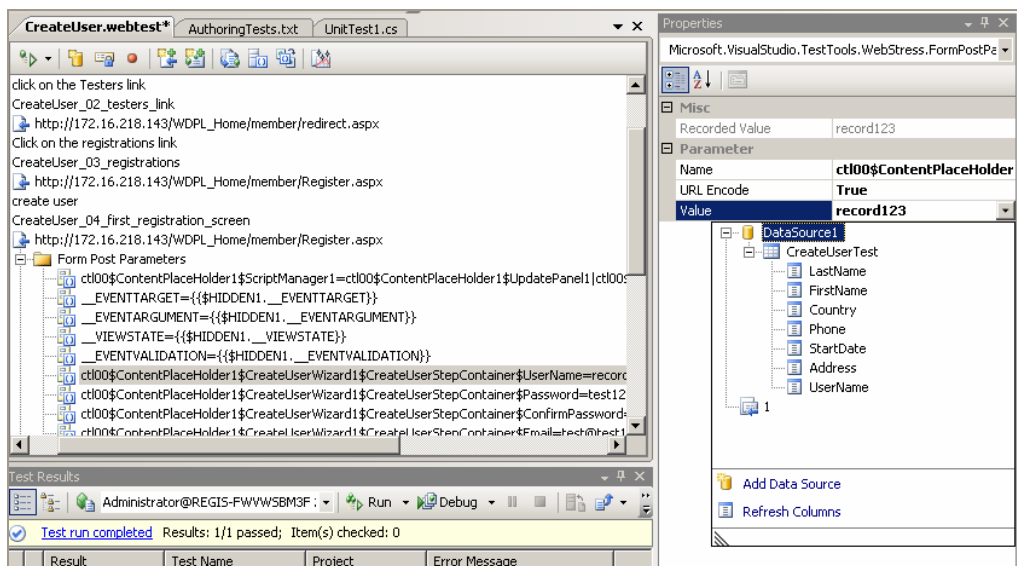 CreateUser.webtest* AuthoringTests.txt UnitTest1.cs
click on the Testers link
CreateUser_02_testers_link
http://172.16.218.143/WDPL_Home/member/redirect.aspx
Click on the registrations link
CreateUser_03_registrations
http://172.16.218.143/WDPL_Home/member/Register.aspx
create user
CreateUser_04_first_registration_screen
http://172.16.218.143/WDPL_Home/member/Register.aspx
Form Post Parameters
ctl00$ContentPlaceHolder1$ScriptManager1=ctl00$ContentPlaceHolder1$UpdatePanel1|ctl00$
__EVENTTARGET={{$HIDDEN1.__EVENTTARGET}}
__EVENTARGUMENT={{$HIDDEN1.__EVENTARGUMENT}}
__VIEWSTATE={{$HIDDEN1.__VIEWSTATE}}
__EVENTVALIDATION={{$HIDDEN1.__EVENTVALIDATION}}
ctl00$ContentPlaceHolder1$CreateUserWizard1$CreateUserStepContainer$UserName=record
ctl00$ContentPlaceHolder1$CreateUserWizard1$CreateUserStepContainer$Password=test12
ctl00$ContentPlaceHolder1$CreateUserWizard1$CreateUserStepContainer$ConfirmPassword=
ctl00$ContentPlaceHolder1$CreateUserWizard1$CreateUserStepContainer$Email=test@test1
Test Results
Administrator@REGIS-FWVWSBM3F : Run Debug
Test run completed Results: 1/1 passed; Item(s) checked: 0
Result Test Name Project Error Message
Properties
Microsoft.VisualStudio.TestTools.WebStress.FormPostPa
Misc
Recorded Value record123
Parameter
Name ctl00$ContentPlaceHolder
URL Encode True
Value record123
DataSource1
CreateUserTest
LastName
FirstName
Country
Phone
StartDate
Address
UserName
1
Add Data Source
Refresh Columns